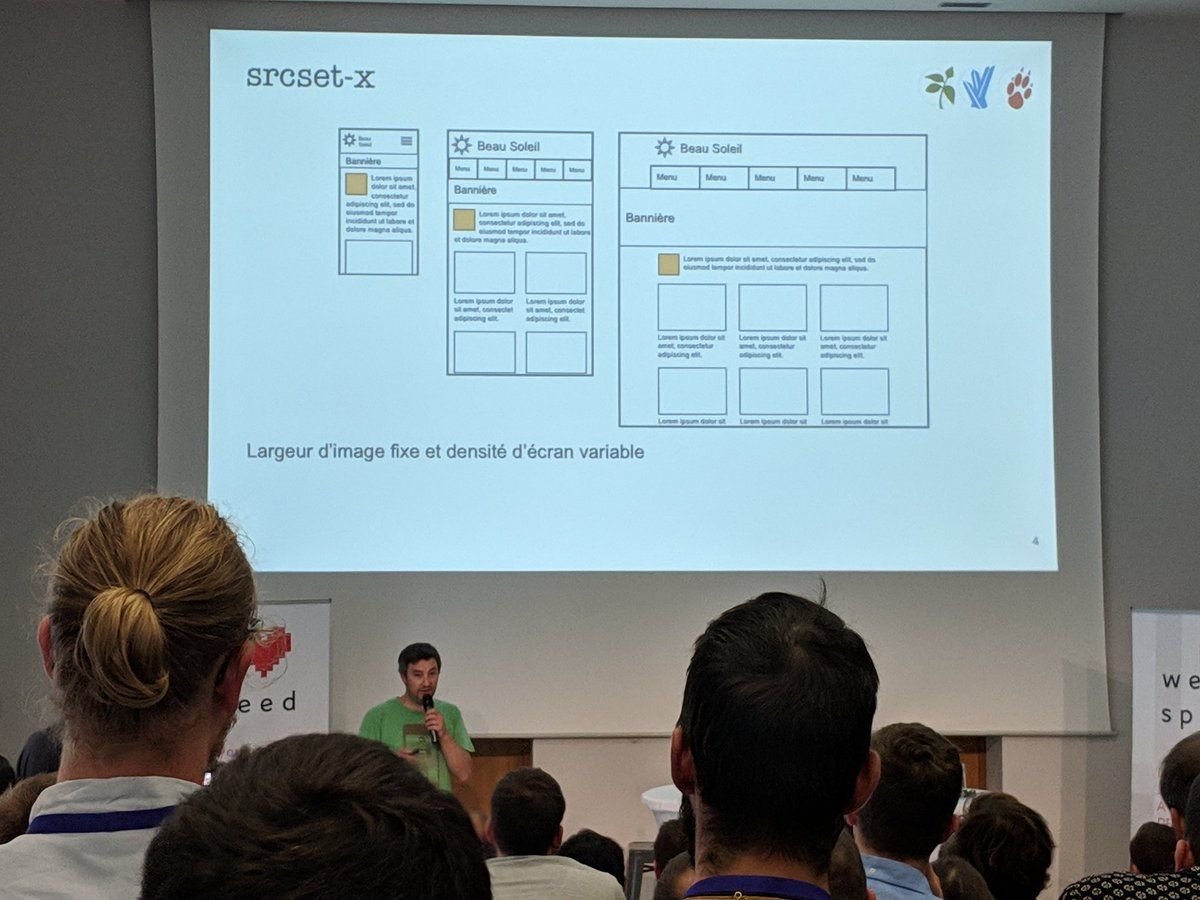 srcset-x
Beau
Soleil
Bannière
Lorem ipsum
dolor sit amet,
consectetur
adipiscing elit, sed do
eiusmod tempor
incididunt ut labore et
dolore magna aliqua.
Beau Soleil
Menu Menu Menu Menu Menu
Bannière
Lorem ipsum dolor sit amet,
consectetur adipiscing elit, sed do
eiusmod tempor incididunt ut labore
et dolore magna aliqua.
Lorem ipsum dolor
sit amet, consectet
adipiscing elit.
Lorem ipsum dolor
sit amet, consectet
adipiscing elit.
Beau Soleil
Menu Menu Menu Menu Menu
Bannière
Lorem ipsum dolor sit amet, consectetur adipiscing elit, sed do
eiusmod tempor incididunt ut labore et dolore magna aliqua.
Lorem ipsum dolor sit
amet, consectetur
adipiscing elit.
Lorem ipsum dolor sit
amet, consectetur
adipiscing elit.
Lorem ipsum dolor sit
amet, consectetur
adipiscing elit.
Lorem ipsum dolor sit
Lorem ipsum dolor sit
Lorem ipsum dolor sit
Largeur d'image fixe et densité d'écran variable
4
eed
we
sp